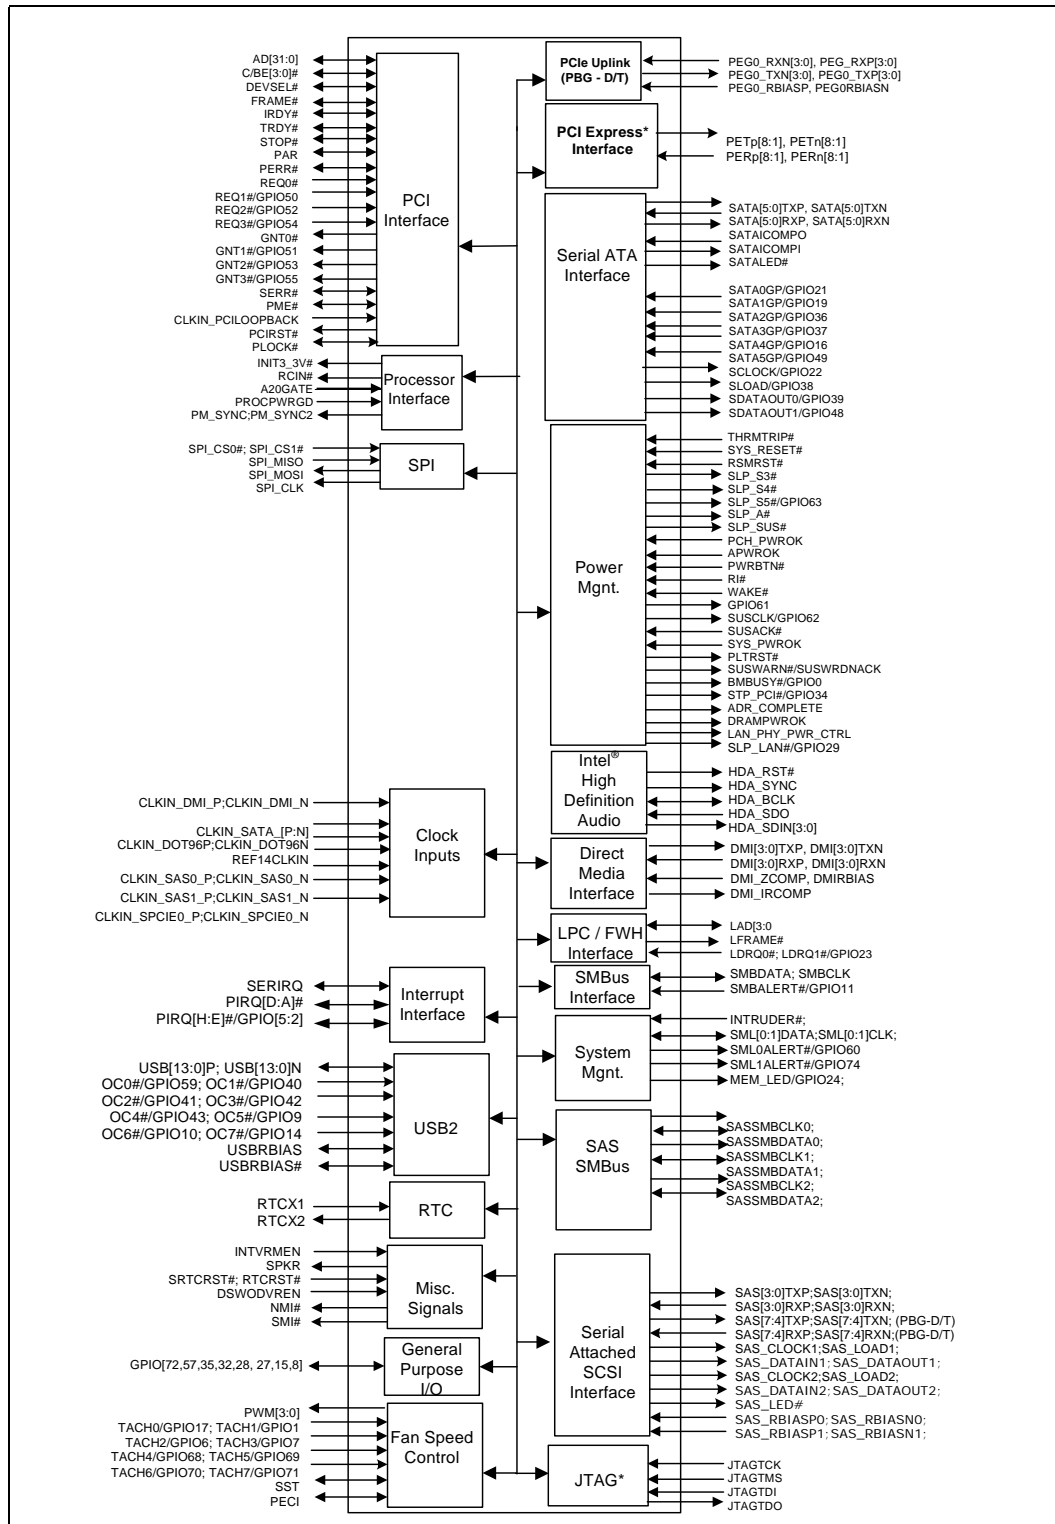 AD[31:0]
C/BE[3:0]#
DEVSEL#
FRAME#
IRDY#
TRDY#
STOP#
PAR
PERR#
REQ0#
REQ1#/GPIO50
REQ2#/GPIO52
REQ3#/GPIO54
GNT0#
GNT1#/GPIO51
GNT2#/GPIO53
GNT3#/GPIO55
SERR#
PME#
CLKIN_PCILOOPBACK
PCIRST#
PLOCK#
PCI
Interface
INIT3_3V#
RCIN#
A20GATE
PROCPWRGD
PM_SYNC;PM_SYNC2
Processor
Interface
SPI_CS0#; SPI_CS1#
SPI_MISO
SPI_MOSI
SPI_CLK
SPI
CLKIN_DMI_P;CLKIN_DMI_N
CLKIN_SATA_[P:N]
CLKIN_DOT96P;CLKIN_DOT96N
REF14CLKIN
CLKIN_SAS0_P;CLKIN_SAS0_N
CLKIN_SAS1_P;CLKIN_SAS1_N
CLKIN_SPCIE0_P;CLKIN_SPCIE0_N
Clock
Inputs
SERIRQ
PIRQ[D:A]#
PIRQ[H:E]#/GPIO[5:2]
Interrupt
Interface
USB[13:0]P; USB[13:0]N
OC0#/GPIO59; OC1#/GPIO40
OC2#/GPIO41; OC3#/GPIO42
OC4#/GPIO43; OC5#/GPIO9
OC6#/GPIO10; OC7#/GPIO14
USBRBIAS
USBRBIAS#
USB2
RTCX1
RTCX2
RTC
INTVRMEN
SPKR
SRTCRST#; RTCRST#
DSWODVREN
NMI#
SMI#
Misc.
Signals
GPIO[72,57,35,32,28, 27,15,8]
General
Purpose
I/O
PWM[3:0]
TACH0/GPIO17; TACH1/GPIO1
TACH2/GPIO6; TACH3/GPIO7
TACH4/GPIO68; TACH5/GPIO69
TACH6/GPIO70; TACH7/GPIO71
SST
PECI
Fan Speed
Control
PCIe Uplink
(PBG - D/T)
PEG0_RXN[3:0], PEG_RXP[3:0]
PEG0_TXN[3:0], PEG0_TXP[3:0]
PEG0_RBIASP, PEG0RBIASN
PCI Express*
Interface
PETp[8:1], PETn[8:1]
PERp[8:1], PERn[8:1]
Serial ATA
Interface
SATA[5:0]TXP, SATA[5:0]TXN
SATA[5:0]RXP, SATA[5:0]RXN
SATAICOMPO
SATAICOMPI
SATALED#
SATA0GP/GPIO21
SATA1GP/GPIO19
SATA2GP/GPIO36
SATA3GP/GPIO37
SATA4GP/GPIO16
SATA5GP/GPIO49
SCLOCK/GPIO22
SLOAD/GPIO38
SDATAOUT0/GPIO39
SDATAOUT1/GPIO48
Power
Mgnt.
THRMTRIP#
SYS_RESET#
RSMRST#
SLP_S3#
SLP_S4#
SLP_S5#/GPIO63
SLP_A#
SLP_SUS#
PCH_PWROK
APWROK
PWRBTN#
RI#
WAKE#
GPIO61
SUSCLK/GPIO62
SUSACK#
SYS_PWROK
PLTRST#
SUSWARN#/SUSWRDNACK
BMBUSY#/GPIO0
STP_PCI#/GPIO34
ADR_COMPLETE
DRAMPWROK
LAN_PHY_PWR_CTRL
SLP_LAN#/GPIO29
Intel®
High
Definition
Audio
HDA_RST#
HDA_SYNC
HDA_BCLK
HDA_SDO
HDA_SDIN[3:0]
Direct
Media
Interface
DMI[3:0]TXP, DMI[3:0]TXN
DMI[3:0]RXP, DMI[3:0]RXN
DMI_ZCOMP, DMIRBIAS
DMI_IRCOMP
LPC / FWH
Interface
LAD[3:0
LFRAME#
LDRQ0#; LDRQ1#/GPIO23
SMBus
Interface
SMBDATA; SMBCLK
SMBALERT#/GPIO11
System
Mgnt.
INTRUDER#;
SML[0:1]DATA;SML[0:1]CLK;
SML0ALERT#/GPIO60
SML1ALERT#/GPIO74
MEM_LED/GPIO24;
SAS
SMBus
SASSMBCLK0;
SASSMBDATA0;
SASSMBCLK1;
SASSMBDATA1;
SASSMBCLK2;
SASSMBDATA2;
Serial
Attached
SCSI
Interface
SAS[3:0]TXP;SAS[3:0]TXN;
SAS[3:0]RXP;SAS[3:0]RXN;
SAS[7:4]TXP;SAS[7:4]TXN; (PBG-D/T)
SAS[7:4]RXP;SAS[7:4]RXN;(PBG-D/T)
SAS_CLOCK1;SAS_LOAD1;
SAS_DATAIN1; SAS_DATAOUT1;
SAS_CLOCK2;SAS_LOAD2;
SAS_DATAIN2; SAS_DATAOUT2;
SAS_LED#
SAS_RBIASP0; SAS_RBIASN0;
SAS_RBIASP1; SAS_RBIASN1;
JTAG*
JTAGTCK
JTAGTMS
JTAGTDI
JTAGTDO